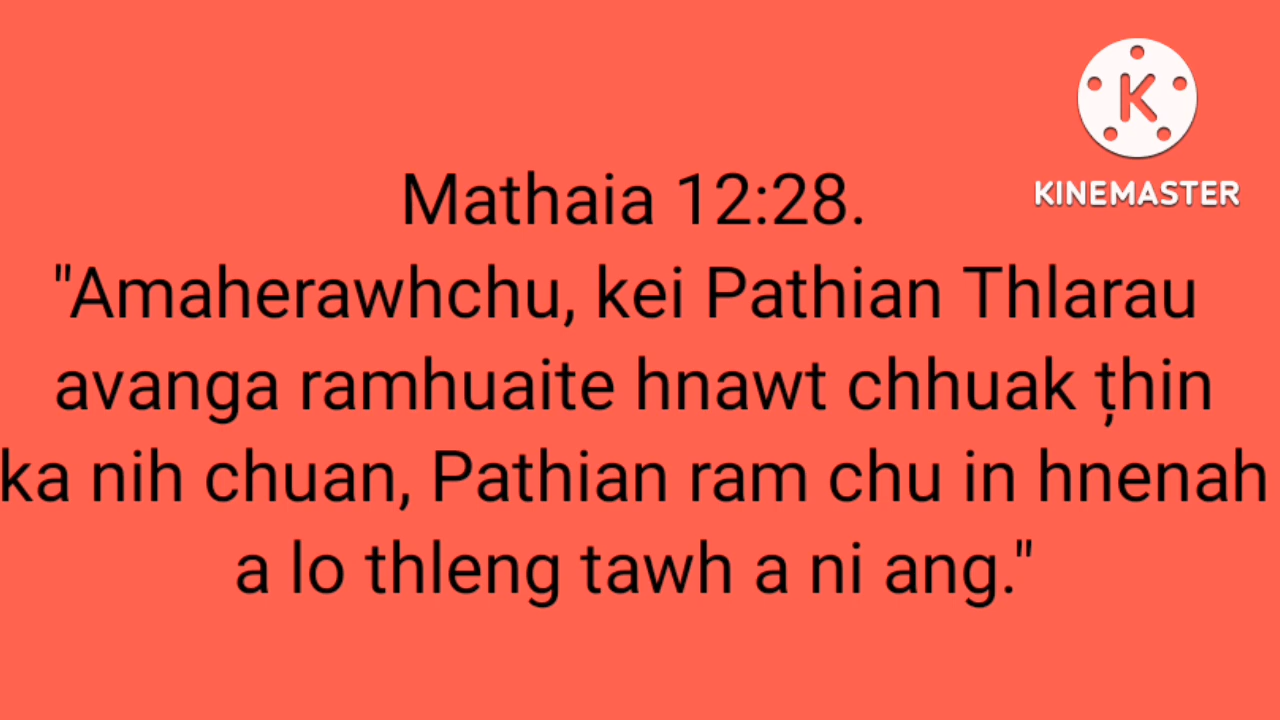 K
KINEMASTER
Mathaia 12:28.
"Amaherawhchu, kei Pathian Thlarau
avanga ramhuaite hnawt chhuak țhin
ka nih chuan, Pathian ram chu in hnenah
a lo thleng tawh a ni ang."